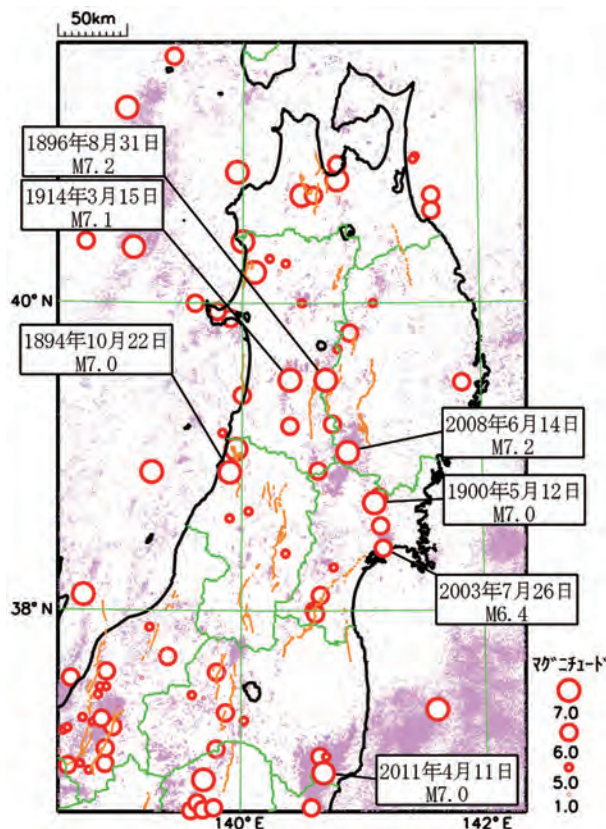 50km
1896年8月31日
M7.2
1914年3月15日
M7.1
40°N
1894年10月22日
M7.0
2008年6月14日
M7.2
1900年5月12日
M7.0
2003年7月26日
M6.4
38°N
ﾏｸﾞﾆﾁｭｰﾄﾞ
7.0
6.0
5.0
1.0
2011年4月11日
M7.0
140°E
142°E